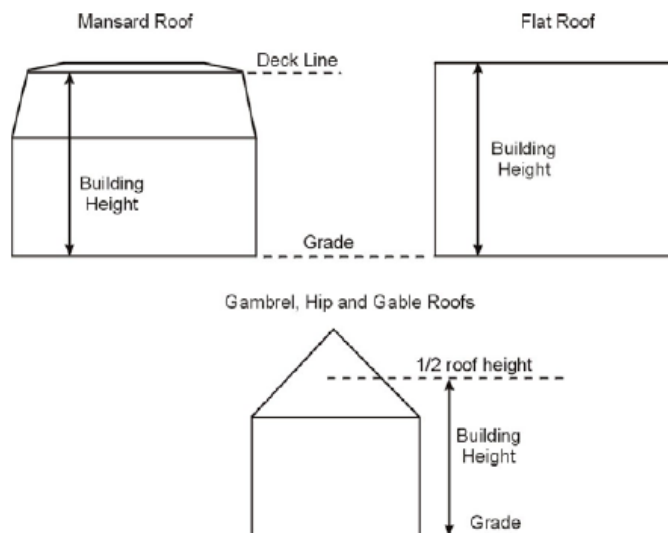 Mansard Roof
Flat Roof
Deck Line
Building
Height
Building
Height
Grade
Gambrel, Hip and Gable Roofs
1/2 roof height
Building
Height
Grade